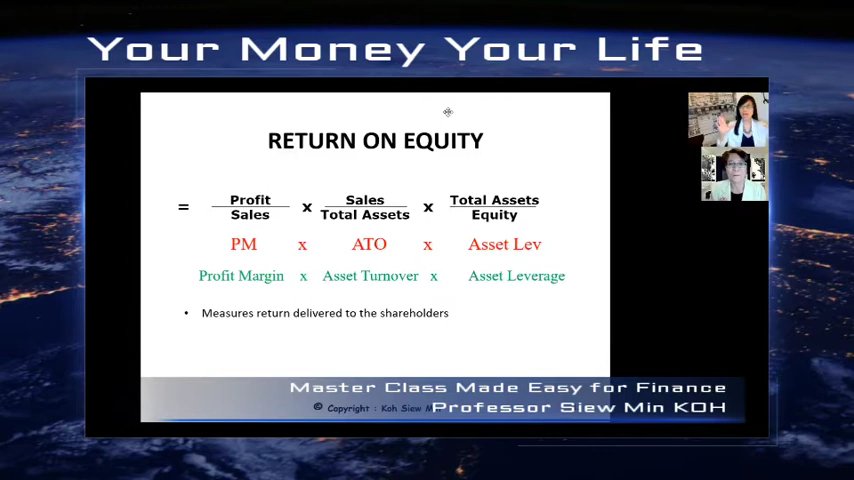 Your Money Your Life
RETURN ON EQUITY
= Profit x Sales x Total Assets
Sales Total Assets Equity
PM x ATO x Asset Lev
Profit Margin x Asset Turnover x Asset Leverage
• Measures return delivered to the shareholders
Master Class Made Easy for Finance
© Copyright : Koh Siew
Professor Siew Min KOH